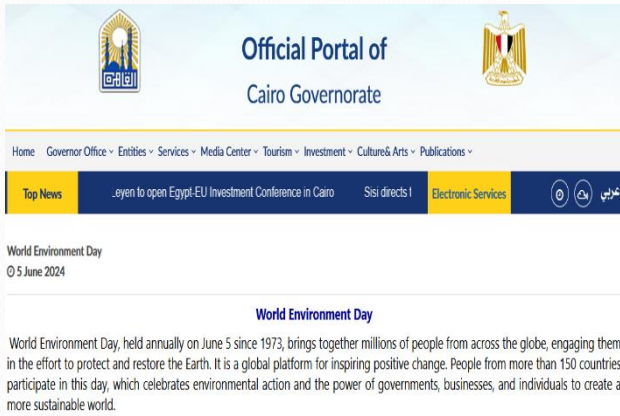 القاهرة
Official Portal of
Cairo Governorate
Home Governor Office Entities Services Media Center Tourism Investment Culture& Arts Publications
Top News .eyen to open Egypt-EU Investment Conference in Cairo Sisi directs t Electronic Services عربي
World Environment Day
5 June 2024
World Environment Day
World Environment Day, held annually on June 5 since 1973, brings together millions of people from across the globe, engaging them
in the effort to protect and restore the Earth. It is a global platform for inspiring positive change. People from more than 150 countries
participate in this day, which celebrates environmental action and the power of governments, businesses, and individuals to create a
more sustainable world.